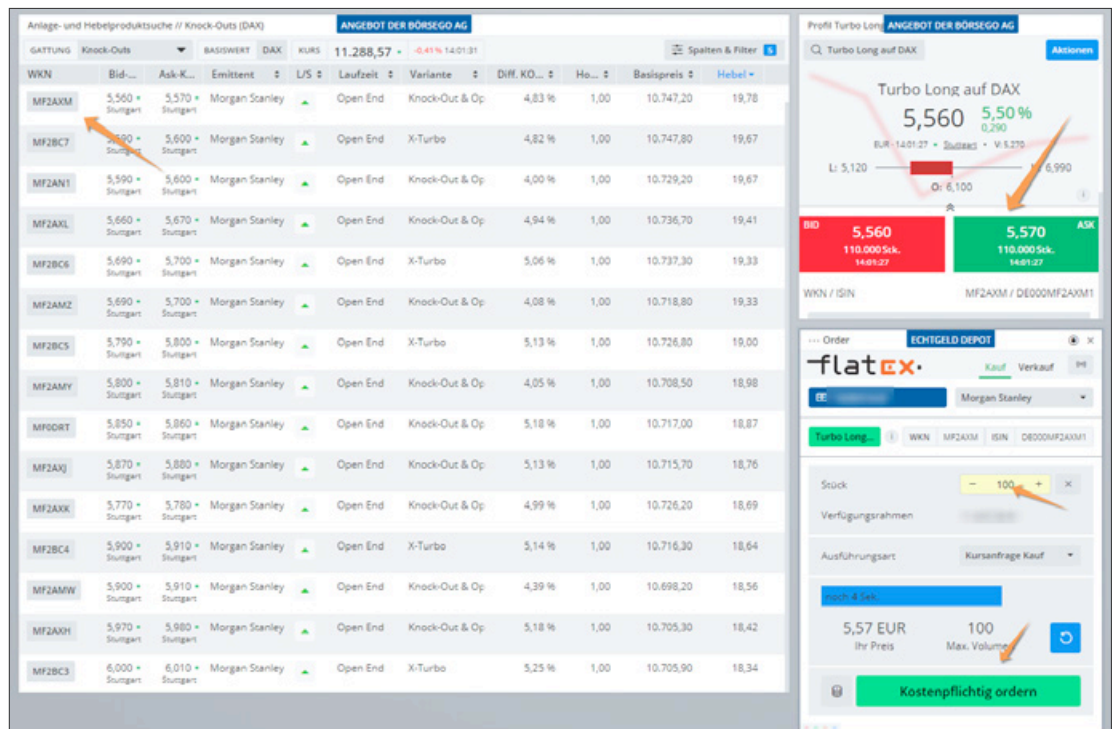 Anlage- und Hebelproduktsuche // Knock-Outs (DAX) ANGEBOT DER BÖRSEGO AG
GATTUNG Knock-Outs BASISWERT DAX KURS 11.288,57 -0,41% 14:01:31 Spalten & Filter 5
WKN Bid-... Ask-K... Emittent L/S Laufzeit Variante Diff. KO... Ho... Basispreis Hebel
MF2AXM 5,560 5,570 Morgan Stanley Open End Knock-Out & Op 4,83 % 1,00 10.747,20 19,78
Stuttgart Stuttgart
MF2BC7 5,600 Morgan Stanley Open End X-Turbo 4,82 % 1,00 10.747,80 19,67
Stuttgart
MF2AN1 5,590 5,600 Morgan Stanley Open End Knock-Out & Op 4,00 % 1,00 10.729,20 19,67
Stuttgart Stuttgart
MF2AXL 5,660 5,670 Morgan Stanley Open End Knock-Out & Op 4,94 % 1,00 10.736,70 19,41
Stuttgart Stuttgart
MF2BC6 5,690 5,700 Morgan Stanley Open End X-Turbo 5,06 % 1,00 10.737,30 19,33
Stuttgart Stuttgart
MF2AMZ 5,690 5,700 Morgan Stanley Open End Knock-Out & Op 4,08 % 1,00 10.718,80 19,33
Stuttgart Stuttgart
MF2BC5 5,790 5,800 Morgan Stanley Open End X-Turbo 5,13 % 1,00 10.726,80 19,00
Stuttgart Stuttgart
MF2AMY 5,800 5,810 Morgan Stanley Open End Knock-Out & Op 4,05 % 1,00 10.708,50 18,98
Stuttgart Stuttgart
MF0DRT 5,850 5,860 Morgan Stanley Open End Knock-Out & Op 5,18 % 1,00 10.717,00 18,87
Stuttgart Stuttgart
MF2AXJ 5,870 5,880 Morgan Stanley Open End Knock-Out & Op 5,13 % 1,00 10.715,70 18,76
Stuttgart Stuttgart
MF2AXK 5,770 5,780 Morgan Stanley Open End Knock-Out & Op 4,99 % 1,00 10.726,20 18,69
Stuttgart Stuttgart
MF2BC4 5,900 5,910 Morgan Stanley Open End X-Turbo 5,14 % 1,00 10.716,30 18,64
Stuttgart Stuttgart
MF2AMW 5,900 5,910 Morgan Stanley Open End Knock-Out & Op 4,39 % 1,00 10.698,20 18,56
Stuttgart Stuttgart
MF2AXH 5,970 5,980 Morgan Stanley Open End Knock-Out & Op 5,18 % 1,00 10.705,30 18,42
Stuttgart Stuttgart
MF2BC3 6,000 6,010 Morgan Stanley Open End X-Turbo 5,25 % 1,00 10.705,90 18,34
Stuttgart Stuttgart
Profil Turbo Long ANGEBOT DER BÖRSEGO AG
Turbo Long auf DAX Aktionen
Turbo Long auf DAX
5,560 5,50 %
0,290
EUR · 14:01:27 • Stuttgart • V: 5,270
L: 5,120 6,990
O: 6,100
BID 5,560 5,570 ASK
110.000 Stk. 110.000 Stk.
14:01:27 14:01:27
WKN / ISIN MF2AXM / DE000MF2AXM1
··· Order ECHTGELD DEPOT
flatex Kauf Verkauf
Morgan Stanley
Turbo Long... WKN MF2AXM ISIN DE000MF2AXM1
Stück - 100 + ×
Verfügungsrahmen
Ausführungsart Kursanfrage Kauf
noch 4 Sek.
5,57 EUR 100
Ihr Preis Max. Volumen
Kostenpflichtig ordern